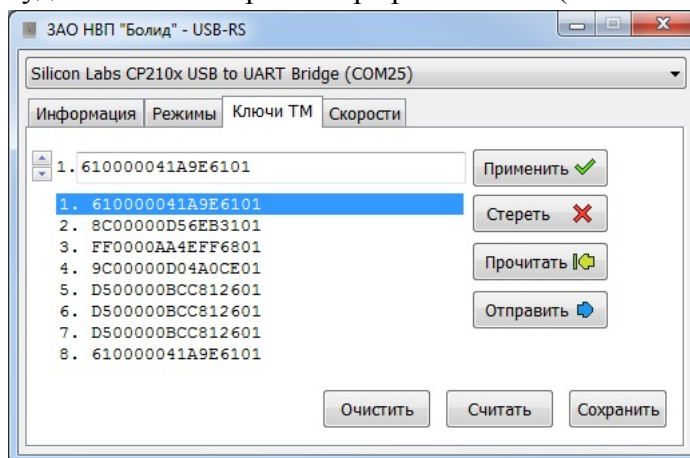 ЗАО НВП "Болид" - USB-RS
Silicon Labs CP210x USB to UART Bridge (COM25)
Информация Режимы Ключи ТМ Скорости
1. 610000041A9E6101 Применить
1. 610000041A9E6101
2. 8C00000D56EB3101 Стереть
3. FF0000AA4EFF6801
4. 9C00000D04A0CE01 Прочитать
5. D500000BCC812601
6. D500000BCC812601 Отправить
7. D500000BCC812601
8. 610000041A9E6101
Очистить Считать Сохранить